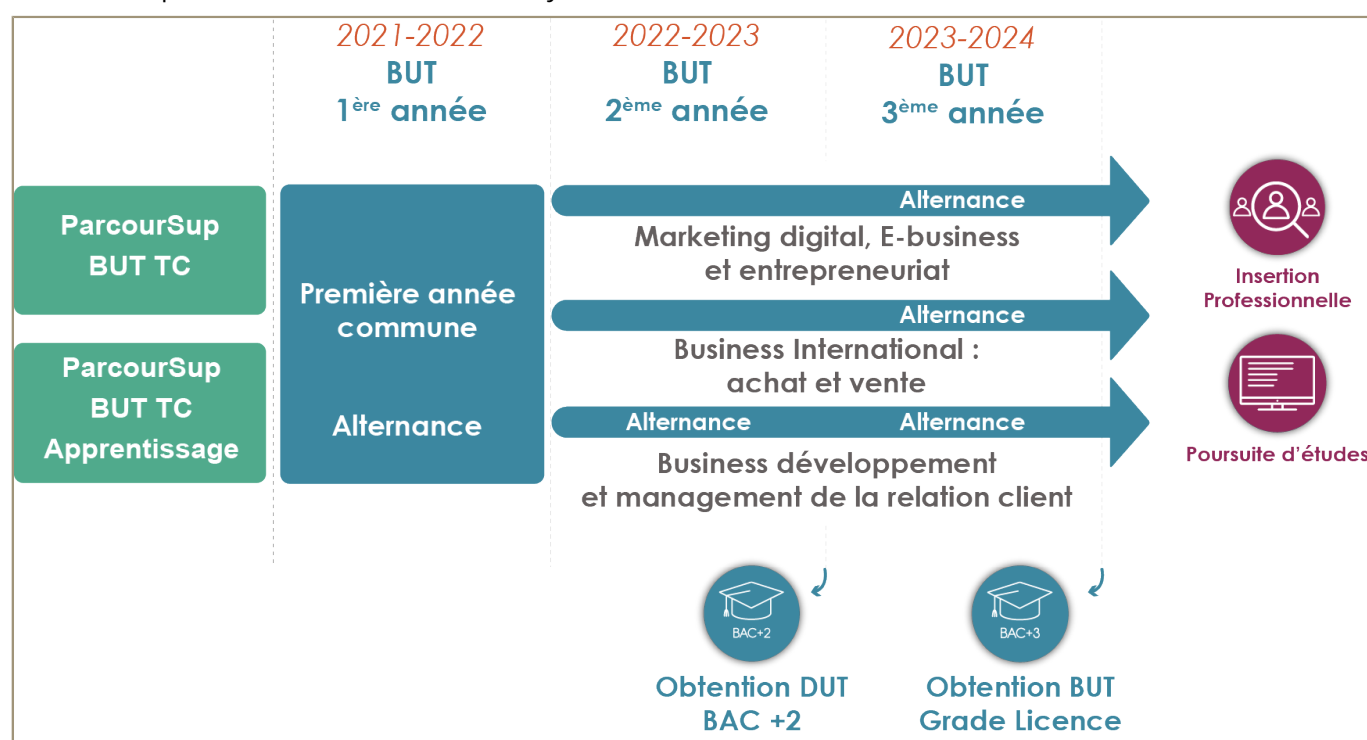 2021-2022
BUT
1ère année
2022-2023
BUT
2ème année
2023-2024
BUT
3ème année
ParcourSup
BUT TC
ParcourSup
BUT TC
Apprentissage
Première année
commune
Alternance
Alternance
Marketing digital, E-business
et entrepreneuriat
Alternance
Business International :
achat et vente
Alternance
Alternance
Business développement
et management de la relation client
Insertion
Professionnelle
Poursuite d'études
BAC+2
Obtention DUT
BAC +2
BAC+3
Obtention BUT
Grade Licence